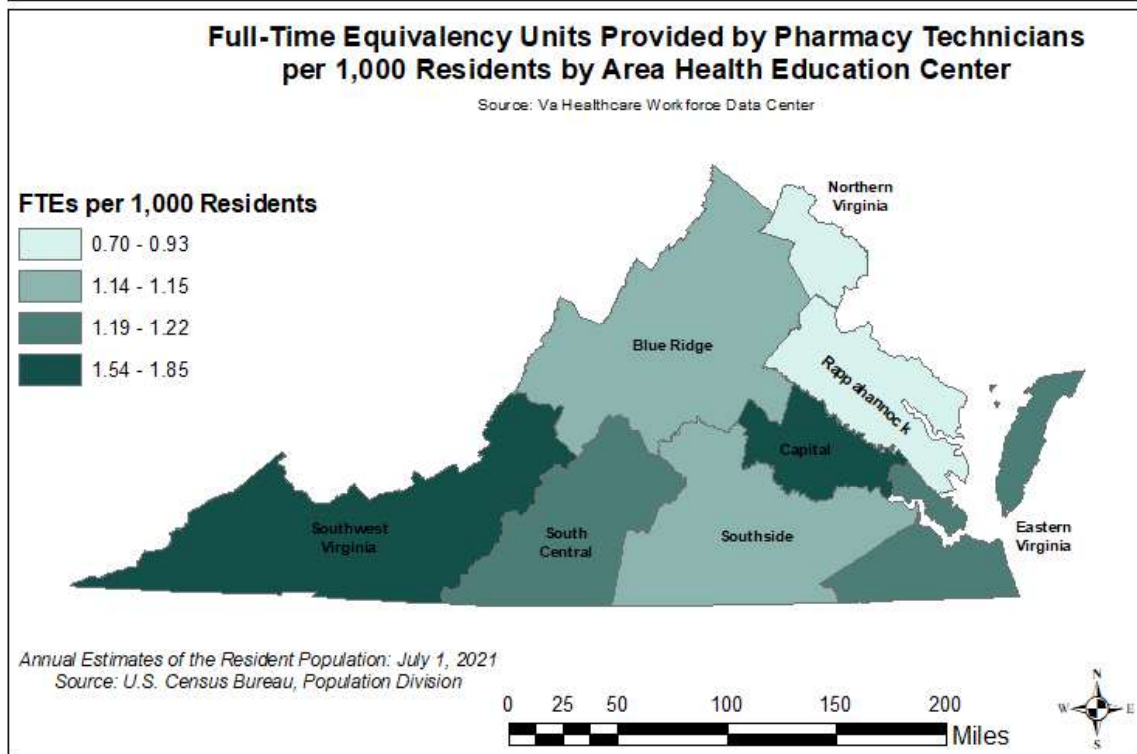 Full-Time Equivalency Units Provided by Pharmacy Technicians
per 1,000 Residents by Area Health Education Center
Source: Va Healthcare Workforce Data Center
FTEs per 1,000 Residents
0.70 - 0.93
1.14 - 1.15
1.19 - 1.22
1.54 - 1.85
Northern
Virginia
Blue Ridge
Rappahannock
Capital
Southwest
Virginia
South
Central
Southside
Eastern
Virginia
Annual Estimates of the Resident Population: July 1, 2021
Source: U.S. Census Bureau, Population Division
0 25 50 100 150 200
Miles
N
W E
S